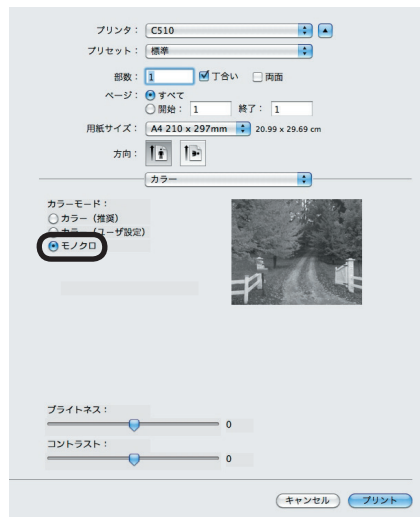 プリンタ： C510
プリセット： 標準
部数： 1 丁合い 両面
ページ： すべて
開始： 1 終了： 1
用紙サイズ： A4 210 x 297mm 20.99 x 29.69 cm
方向：
カラー
カラーモード：
カラー（推奨）
カラー（ユーザ設定）
モノクロ
ブライトネス：
0
コントラスト：
0
キャンセル プリント